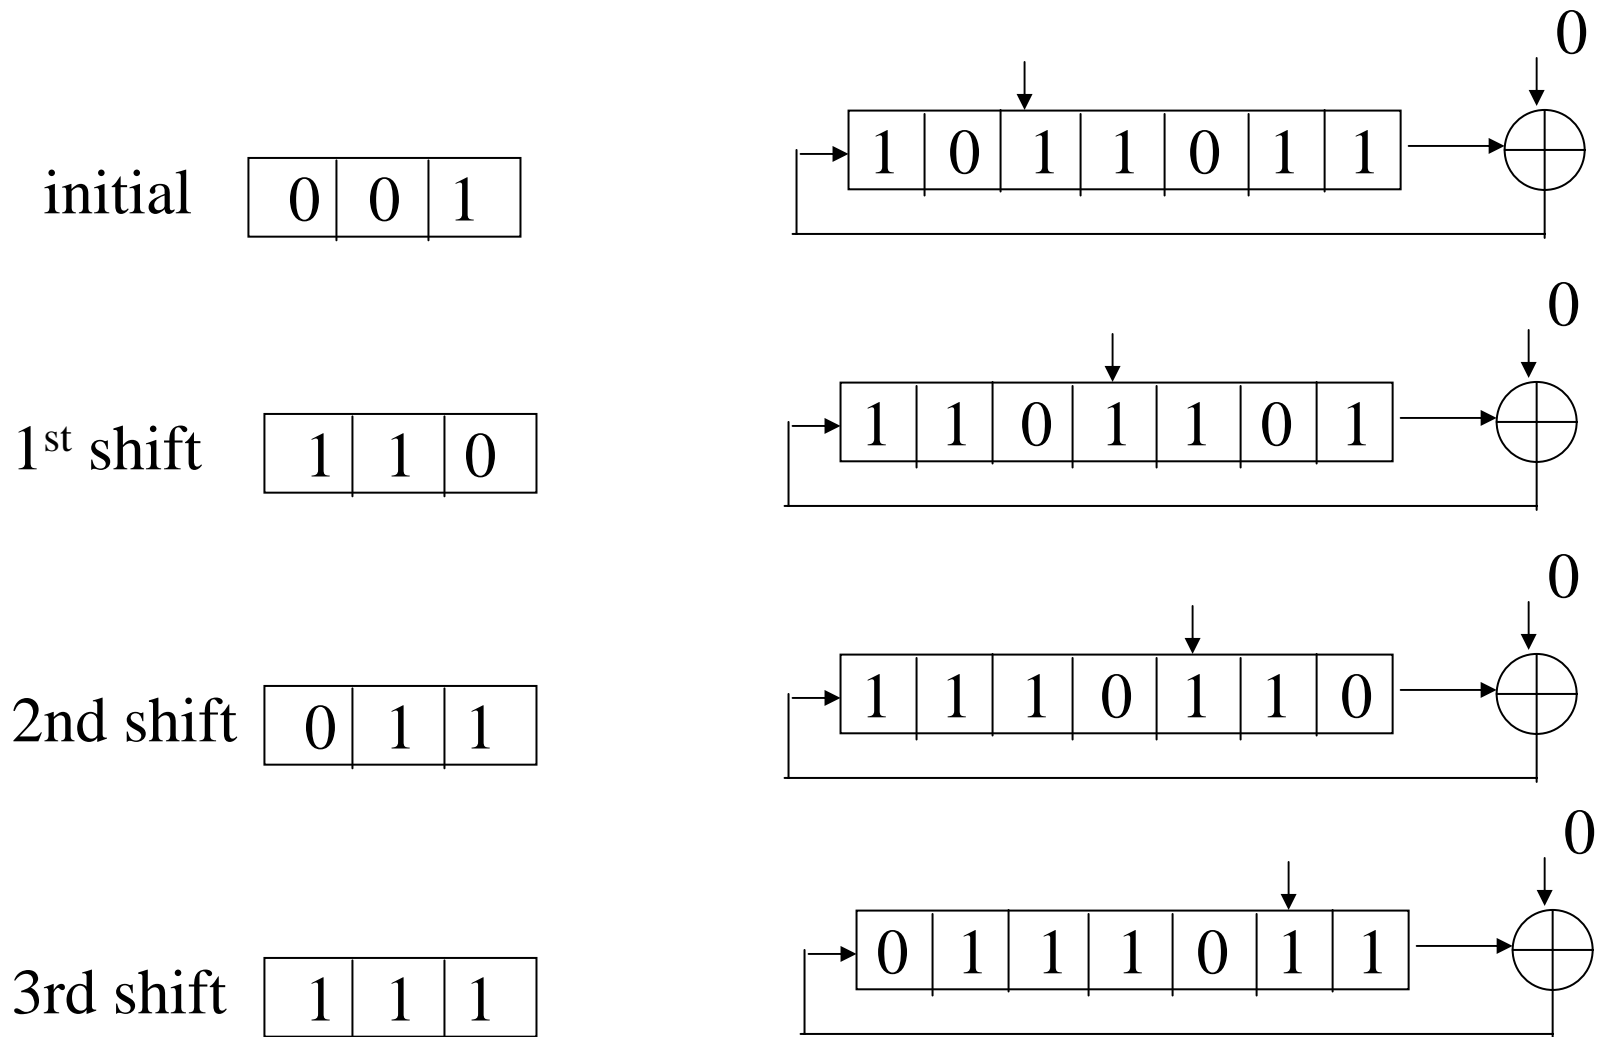 0
1 0 1 1 0 1 1
initial 0 0 1
0
1 1 0 1 1 0 1
1st shift 1 1 0
0
1 1 1 0 1 1 0
2nd shift 0 1 1
0
0 1 1 1 0 1 1
3rd shift 1 1 1